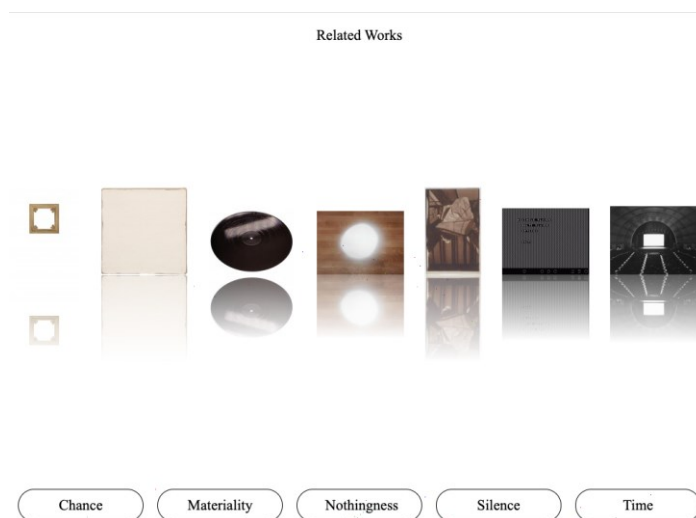 Related Works
Chance
Materiality
Nothingness
Silence
Time